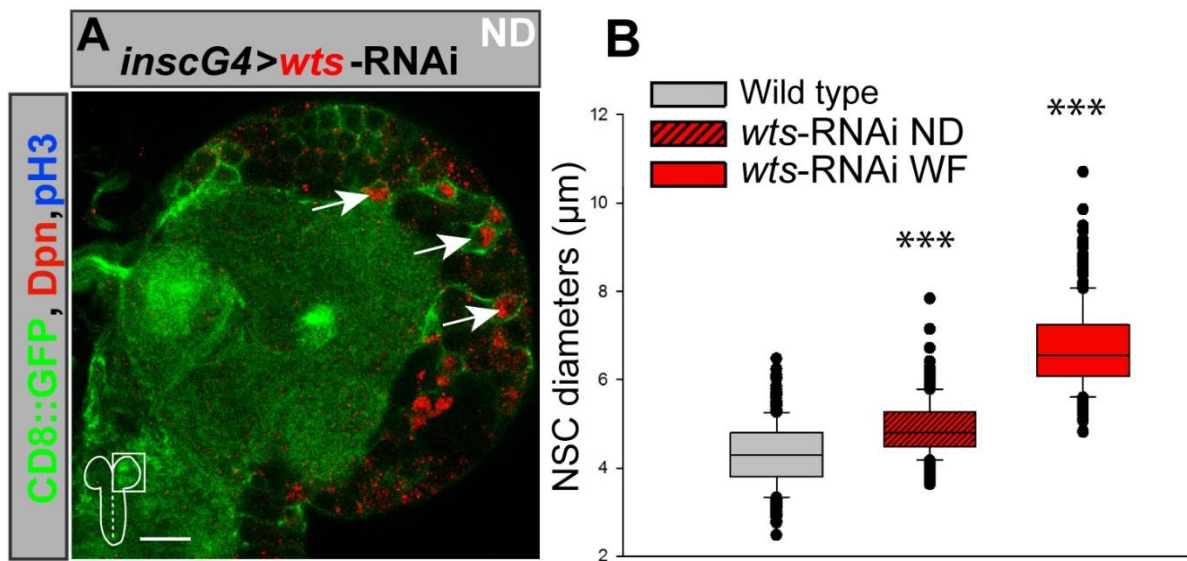 A
ND
inscG4>wts-RNAi
CD8::GFP, Dpn, pH3
B
Wild type
wts-RNAi ND
wts-RNAi WF
***
***
NSC diameters (µm)
12
10
8
6
4
2